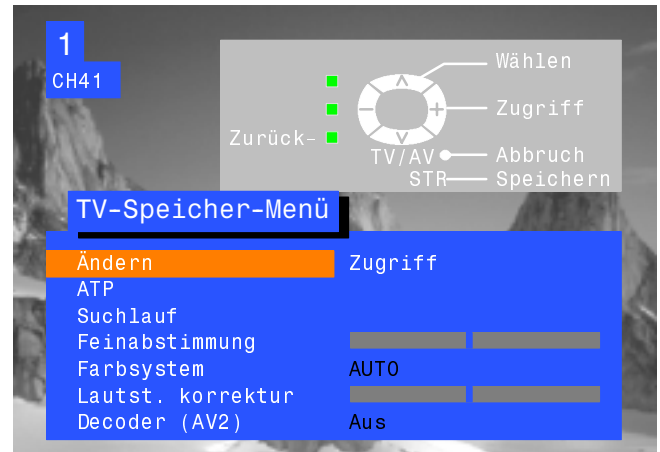 1
CH41
Wählen
Zugriff
Zurück–
TV/AV Abbruch
STR Speichern
TV-Speicher-Menü
Ändern Zugriff
ATP
Suchlauf
Feinabstimmung
Farbsystem AUTO
Lautst. korrektur
Decoder (AV2) Aus